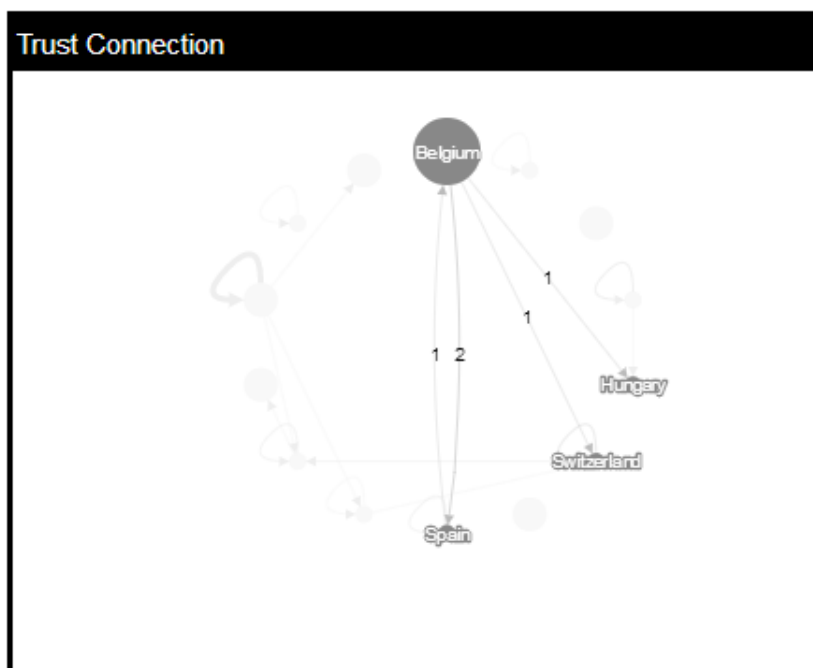 Trust Connection
Belgium
1
1
1 2
Hungary
Switzerland
Spain